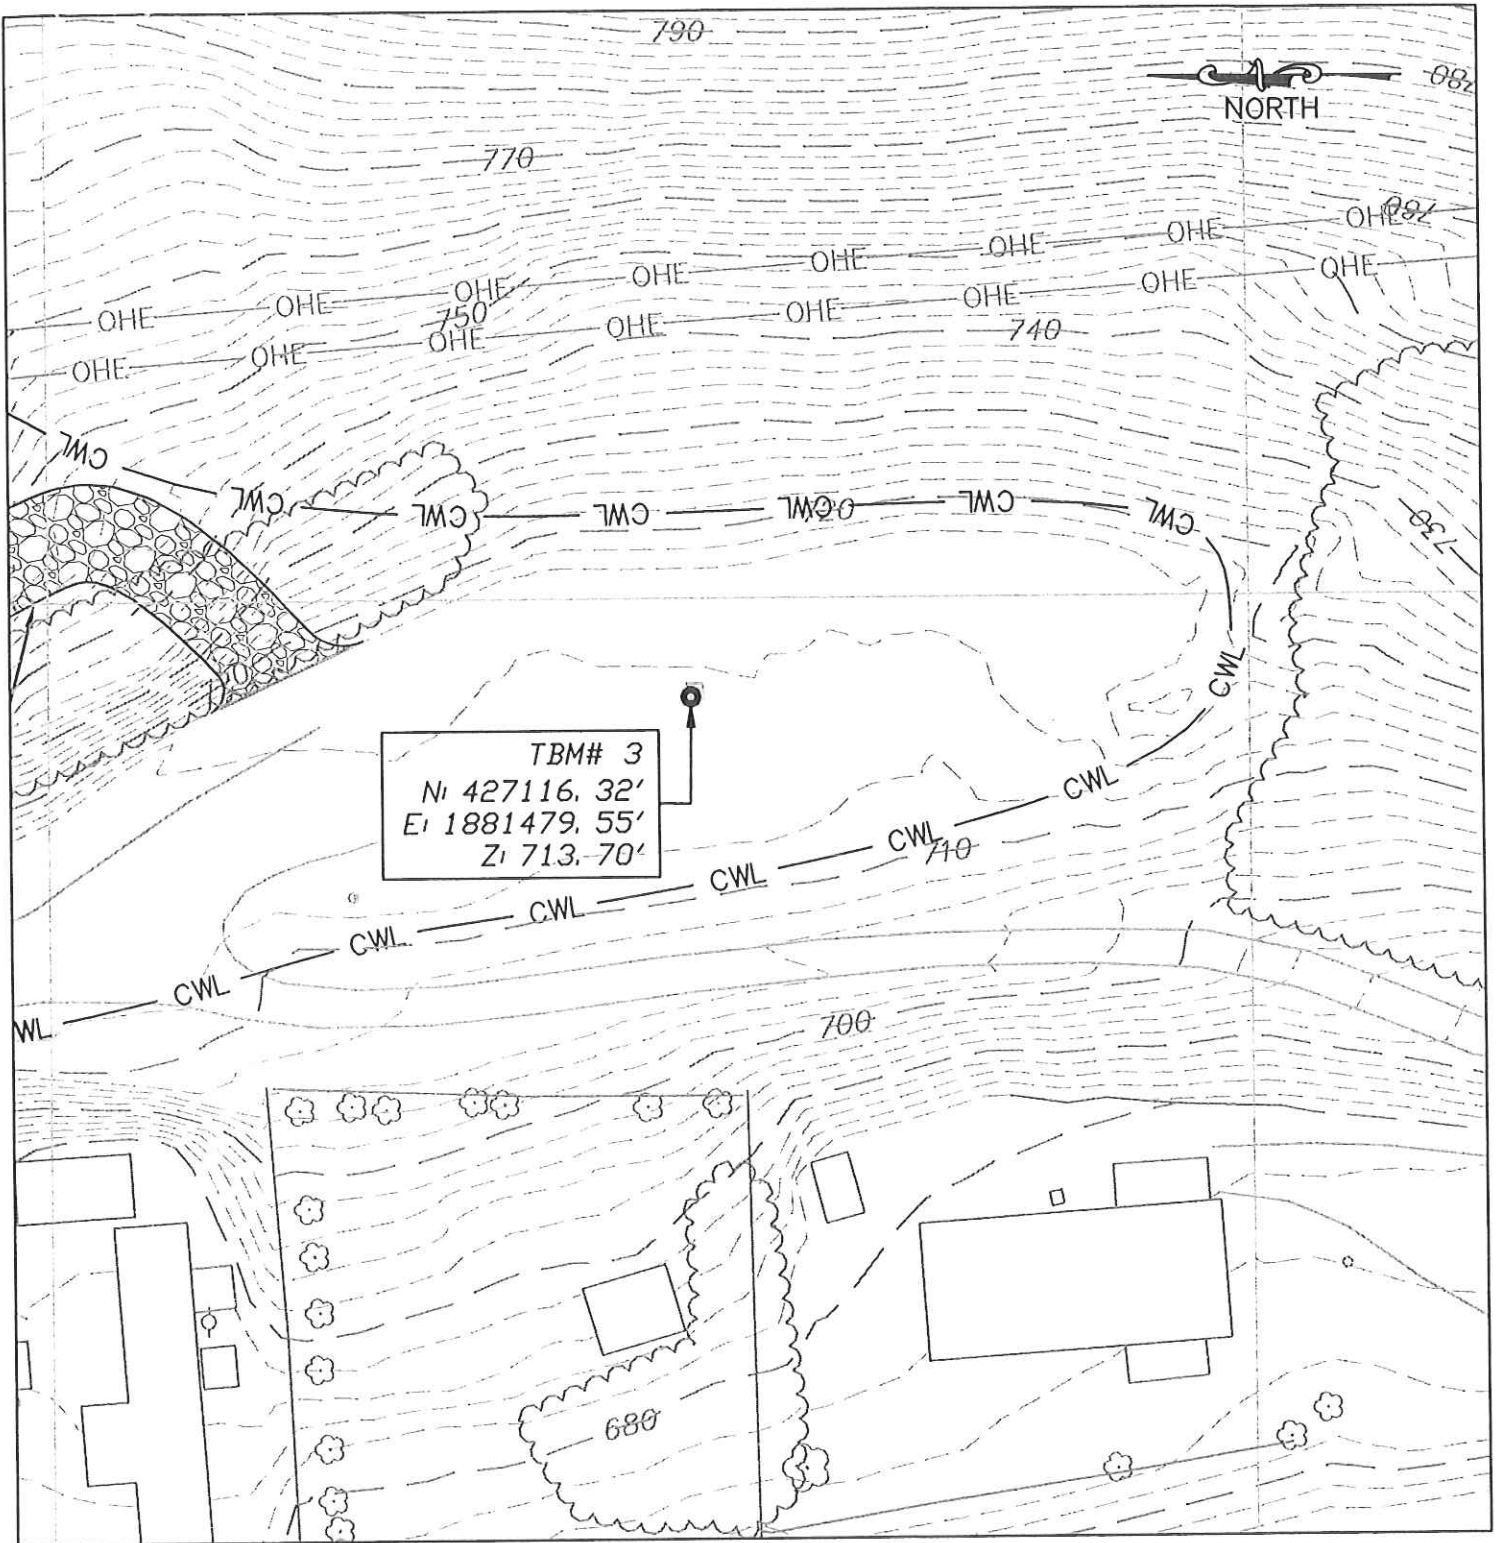 790
780
NORTH
770
OHE OHE OHE OHE OHE OHE OHE OHE
760
OHE OHE OHE OHE OHE OHE OHE OHE
750
740
CWL CWL CWL CWL CWL CWL CWL
720
730
CWL
TBM# 3
N: 427116.32'
E: 1881479.55'
Z: 713.70'
CWL
CWL
710
CWL
CWL
CWL
CWL
WL
700
680